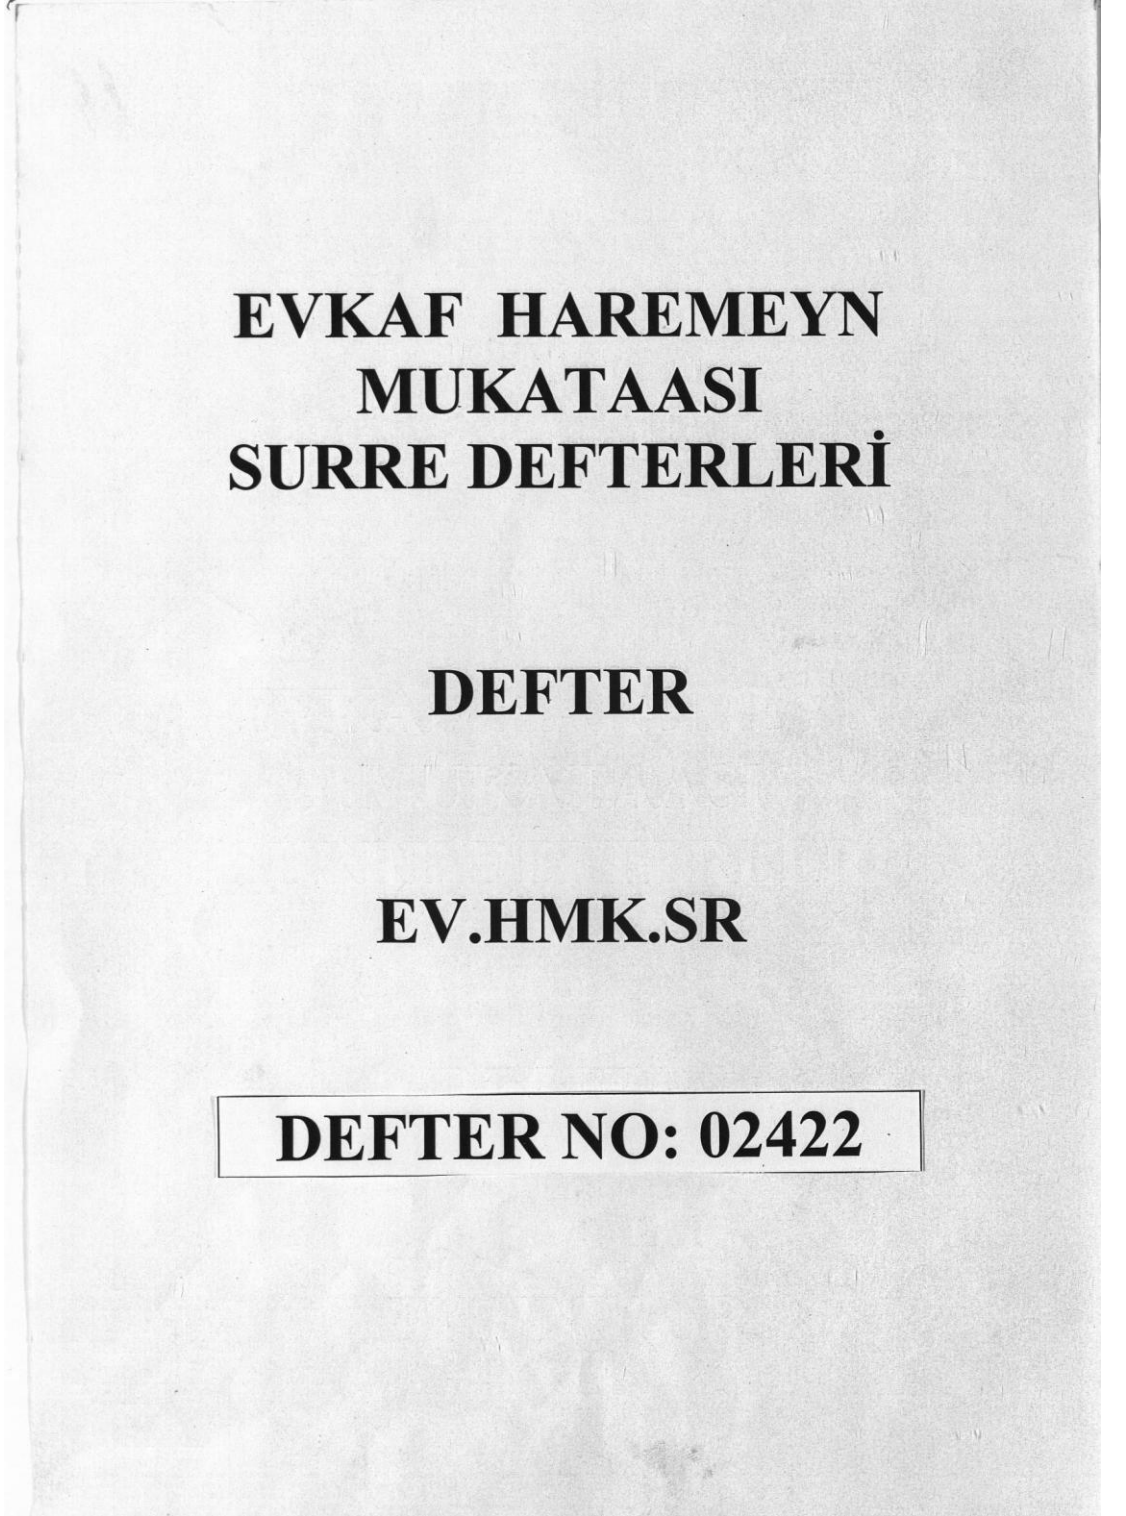 EVKAF HAREMEYN
MUKATAASI
SURRE DEFTERLERİ
DEFTER
EV.HMK.SR
DEFTER NO: 02422